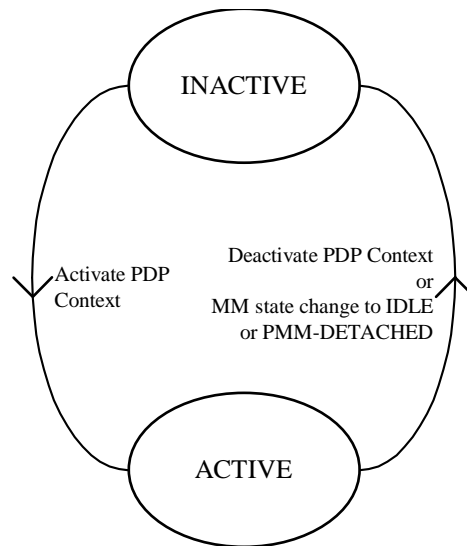 INACTIVE
Activate PDP
Context
Deactivate PDP Context
or
MM state change to IDLE
or PMM-DETACHED
ACTIVE